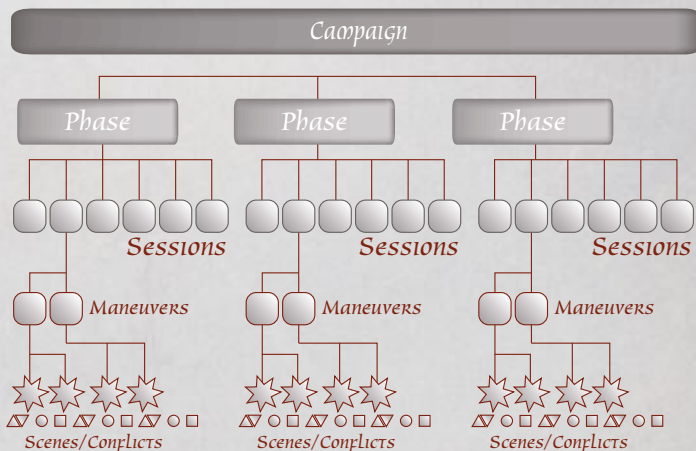 Campaign
Phase Phase Phase
Sessions Sessions Sessions
Maneuvers Maneuvers Maneuvers
Scenes/Conflicts Scenes/Conflicts Scenes/Conflicts